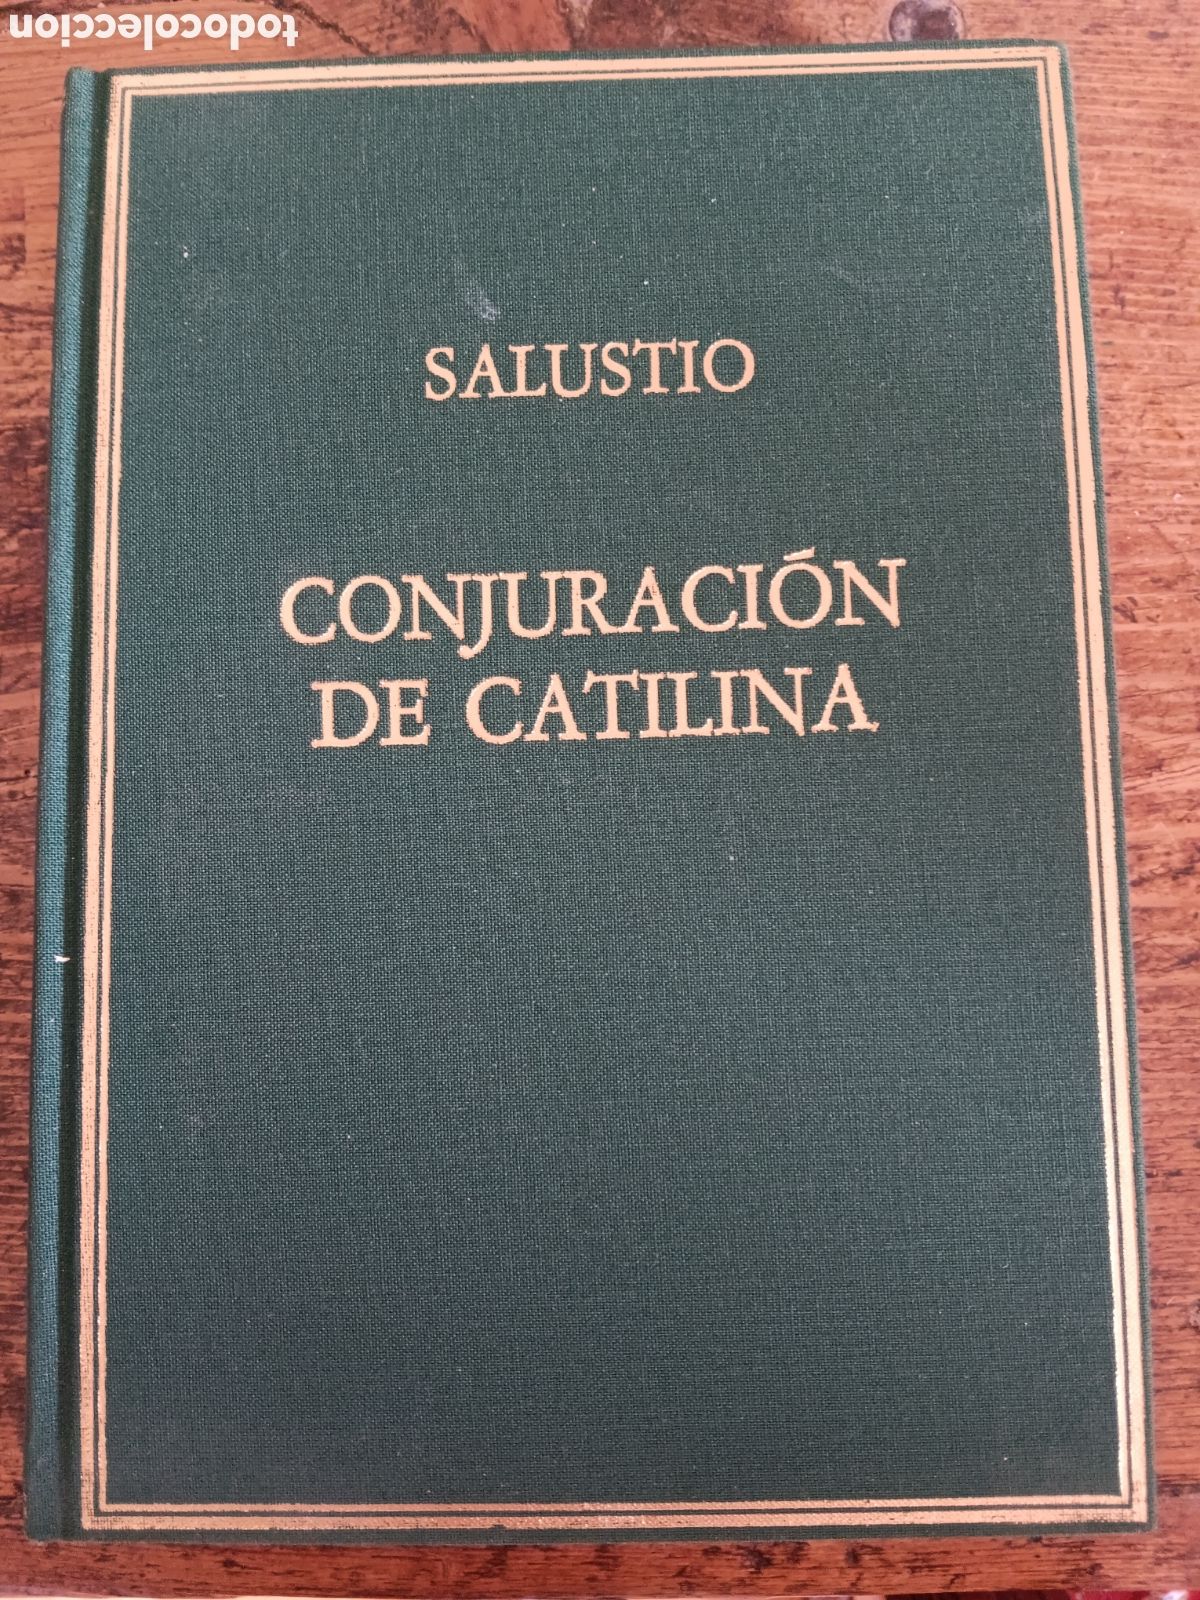 todocoleccion
SALUSTIO
CONJURACIÓN
DE CATILINA